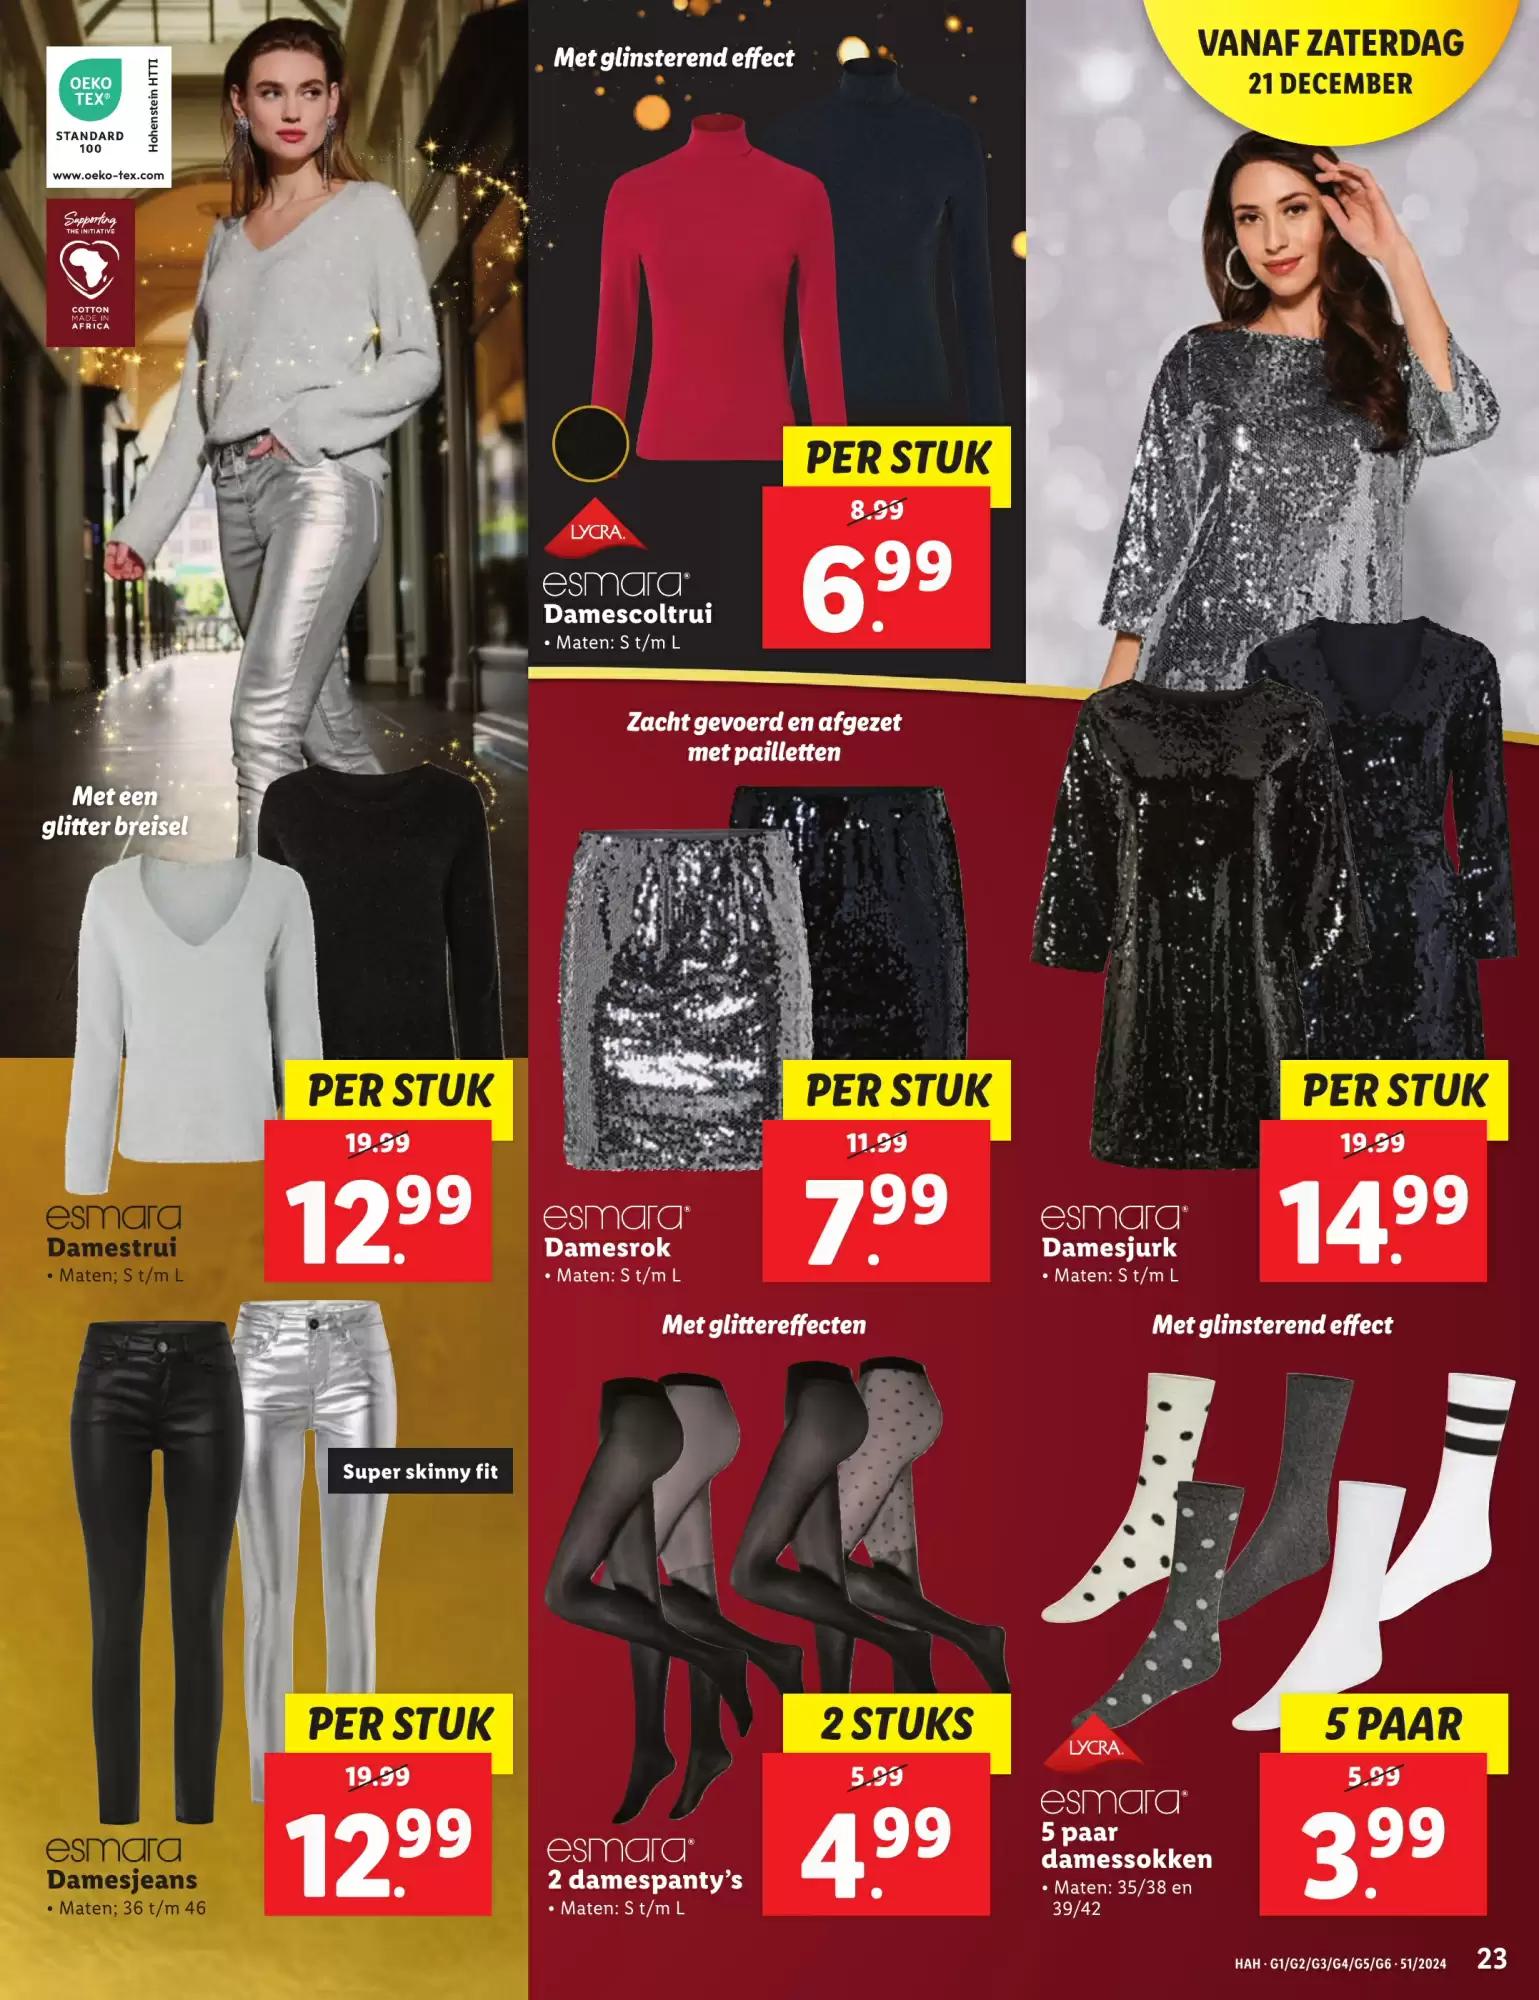 OEKO
TEX®
STANDARD
100
Hohenstein HTTI
www.oeko-tex.com
Supporting
THE INITIATIVE
COTTON
MADE IN
AFRICA
Met een
glitter breisel
PER STUK
19.99
12.99
esmara
Damestrui
• Maten; S t/m L
Super skinny fit
PER STUK
19.99
12.99
esmara
Damesjeans
• Maten; 36 t/m 46
Met glinsterend effect
PER STUK
8.99
6.99
LYCRA.
esmara®
Damescoltrui
• Maten: S t/m L
VANAF ZATERDAG
21 DECEMBER
Zacht gevoerd en afgezet
met pailletten
PER STUK
11.99
7.99
esmara®
Damesrok
• Maten: S t/m L
PER STUK
19.99
14.99
esmara®
Damesjurk
• Maten: S t/m L
Met glittereffecten
2 STUKS
5.99
4.99
esmara®
2 damespanty's
• Maten: S t/m L
Met glinsterend effect
5 PAAR
5.99
3.99
LYCRA.
esmara®
5 paar
damessokken
• Maten: 35/38 en
39/42
HAH · G1/G2/G3/G4/G5/G6 · 51/2024 23